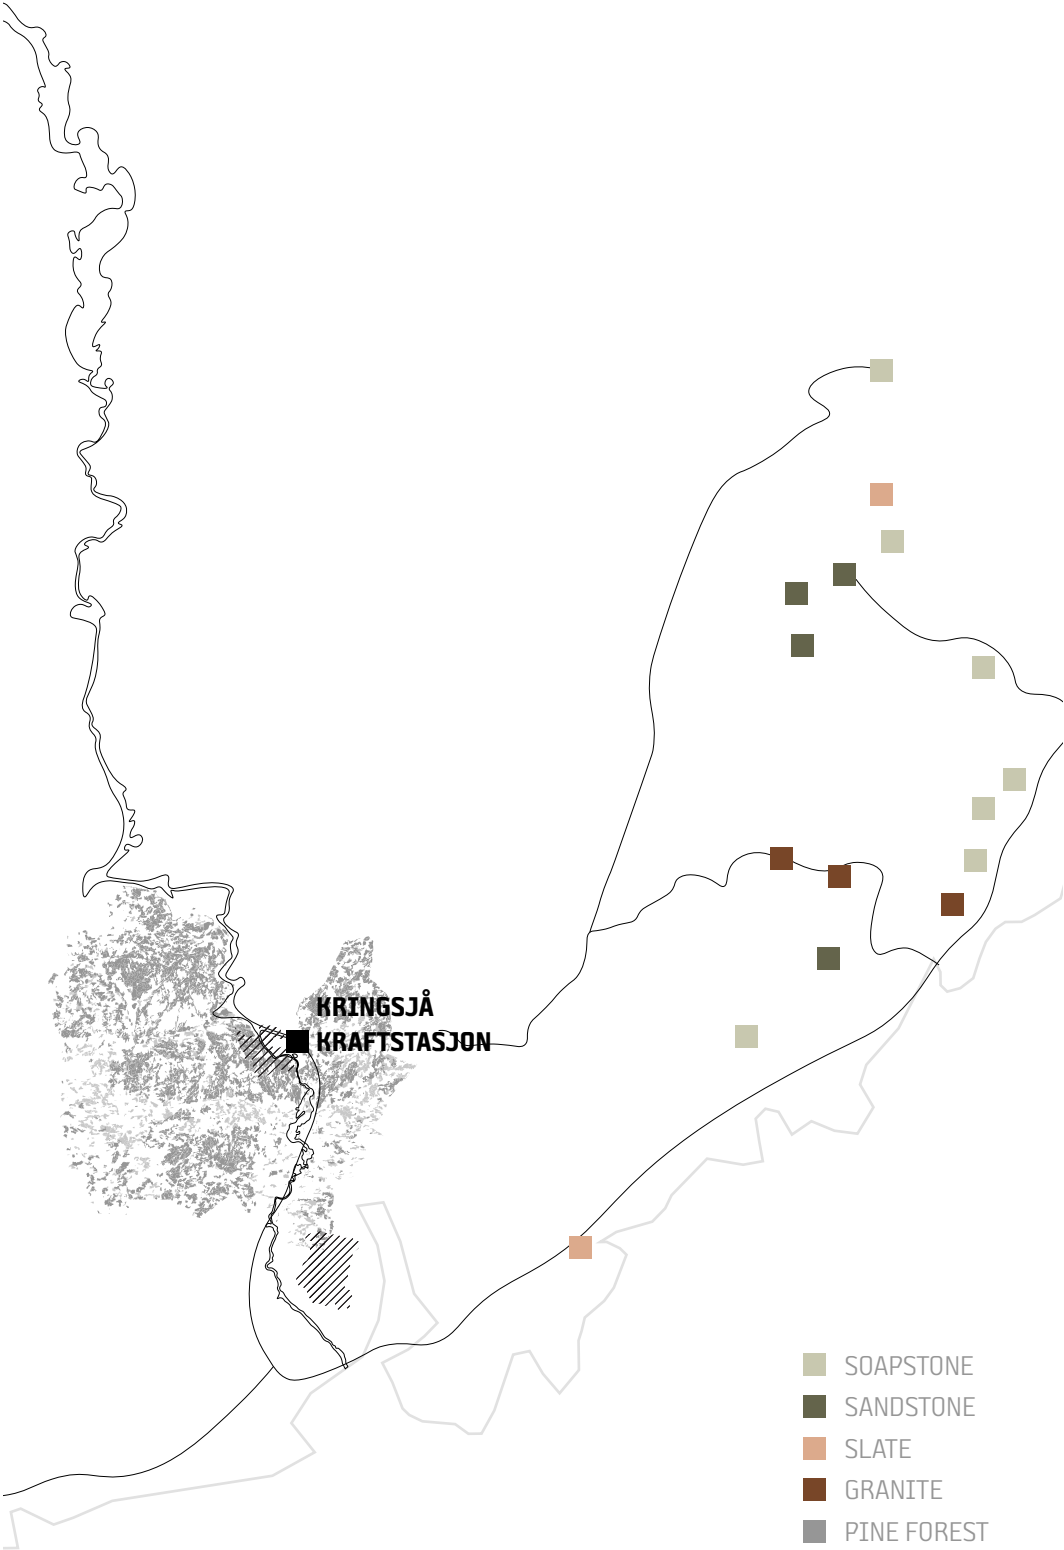 KRINGSJÅ
KRAFTSTASJON
SOAPSTONE
SANDSTONE
SLATE
GRANITE
PINE FOREST